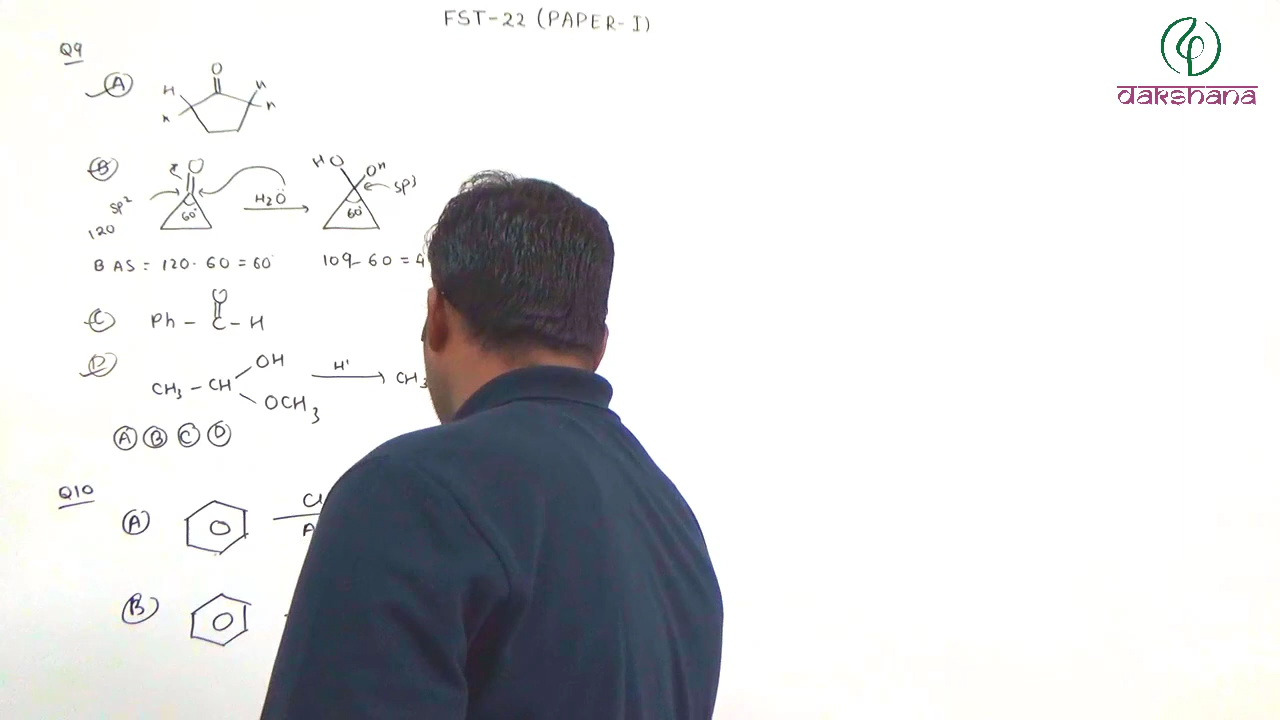 FST-22 (PAPER-I)
dakshana
Q9
A
O
H
H
H
H
B
O
sp²
120
60°
H₂O
HO
OH
sp³
60°
BAS = 120-60 = 60°
109-60 = 4
C
Ph - C - H
O
D
CH₃ - CH
OH
OCH₃
H⁺
CH₃
A B C D
Q10
A
Cl
A
B